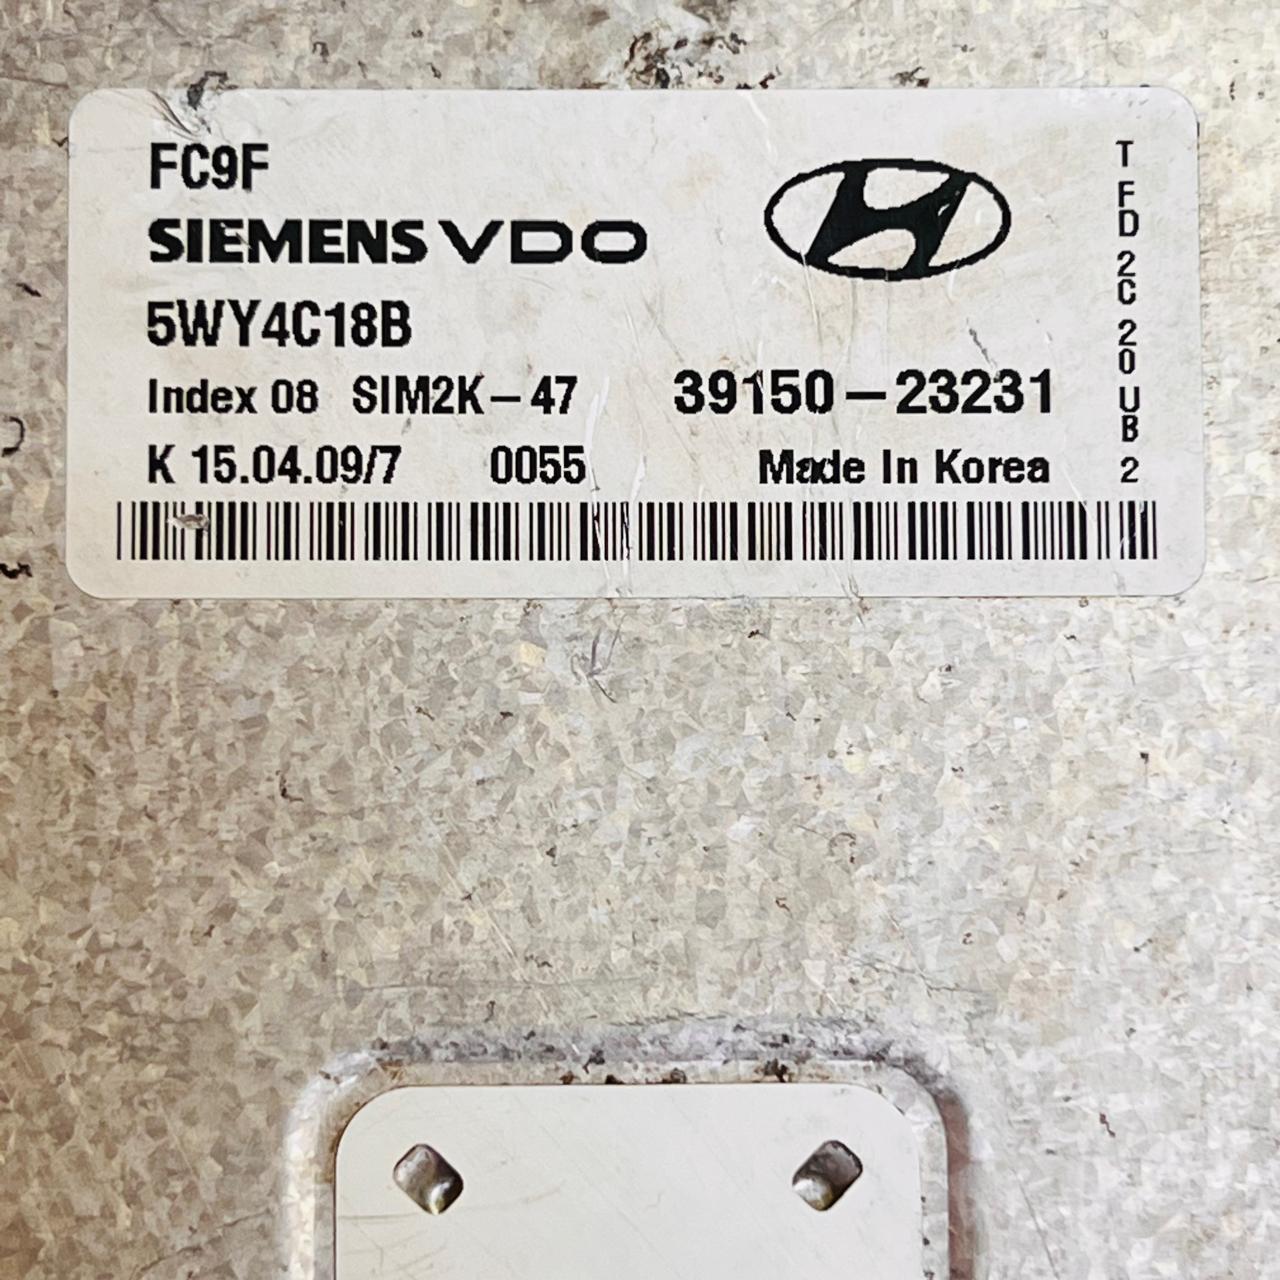 FC9F
SIEMENS VDO
5WY4C18B
Index 08 SIM2K-47 39150-23231
K 15.04.09/7 0055 Made In Korea
T FD 2C 20 UB 2